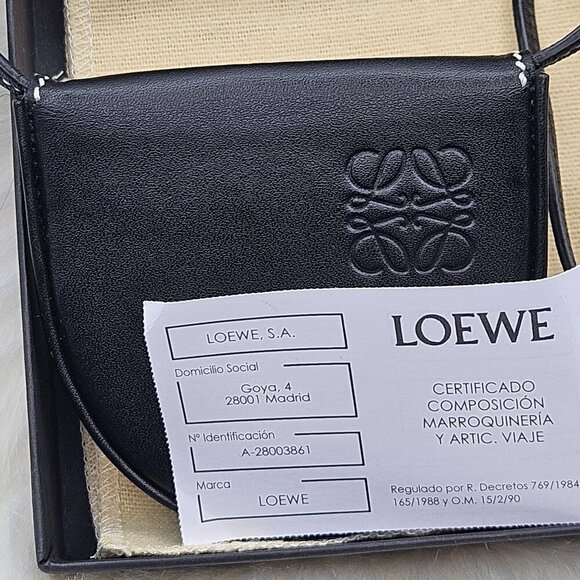 LOEWE, S.A.
Domicilio Social
Goya, 4
28001 Madrid
Nº Identificación
A-28003861
Marca
LOEWE
LOEWE
CERTIFICADO
COMPOSICIÓN
MARROQUINERÍA
Y ARTIC. VIAJE
Regulado por R. Decretos 769/1984
165/1988 y O.M. 15/2/90